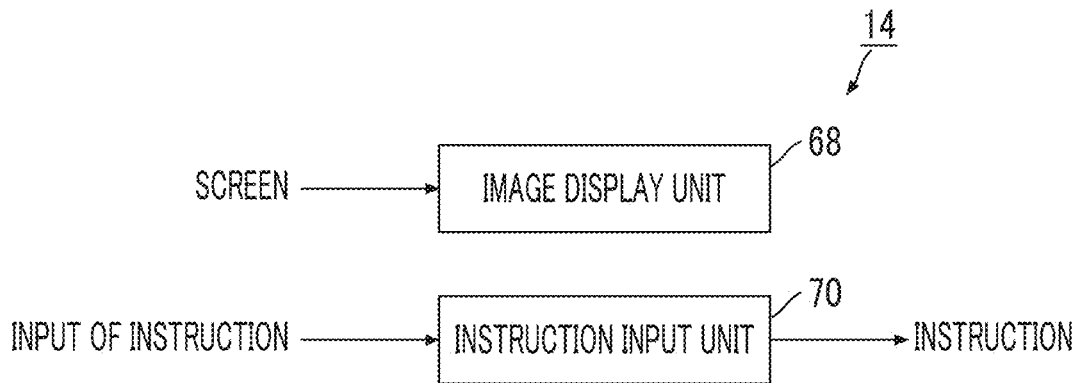 14
68
SCREEN
IMAGE DISPLAY UNIT
70
INPUT OF INSTRUCTION
INSTRUCTION INPUT UNIT
INSTRUCTION